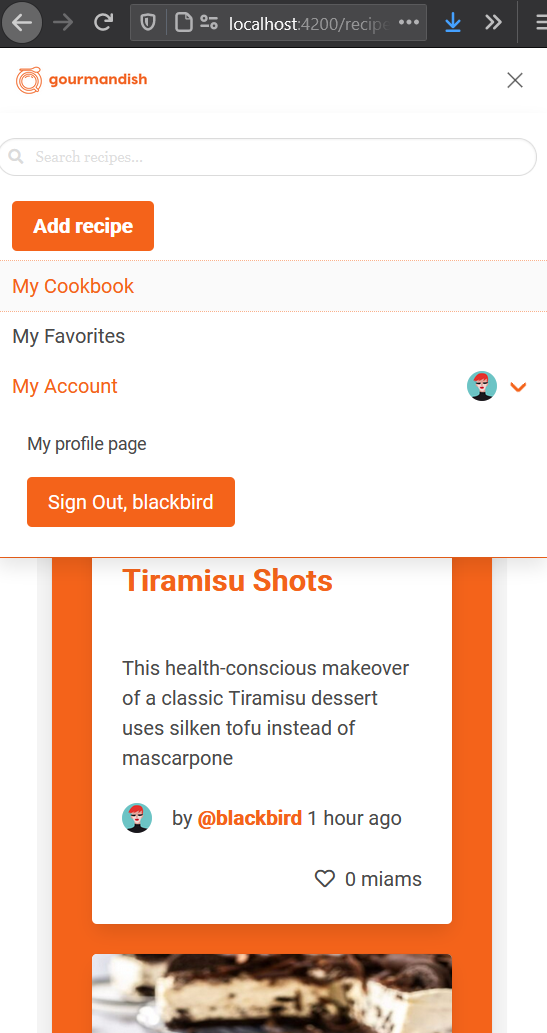 localhost:4200/recipe
gourmandish
Search recipes...
Add recipe
My Cookbook
My Favorites
My Account
My profile page
Sign Out, blackbird
Tiramisu Shots
This health-conscious makeover
of a classic Tiramisu dessert
uses silken tofu instead of
mascarpone
by @blackbird 1 hour ago
0 miams